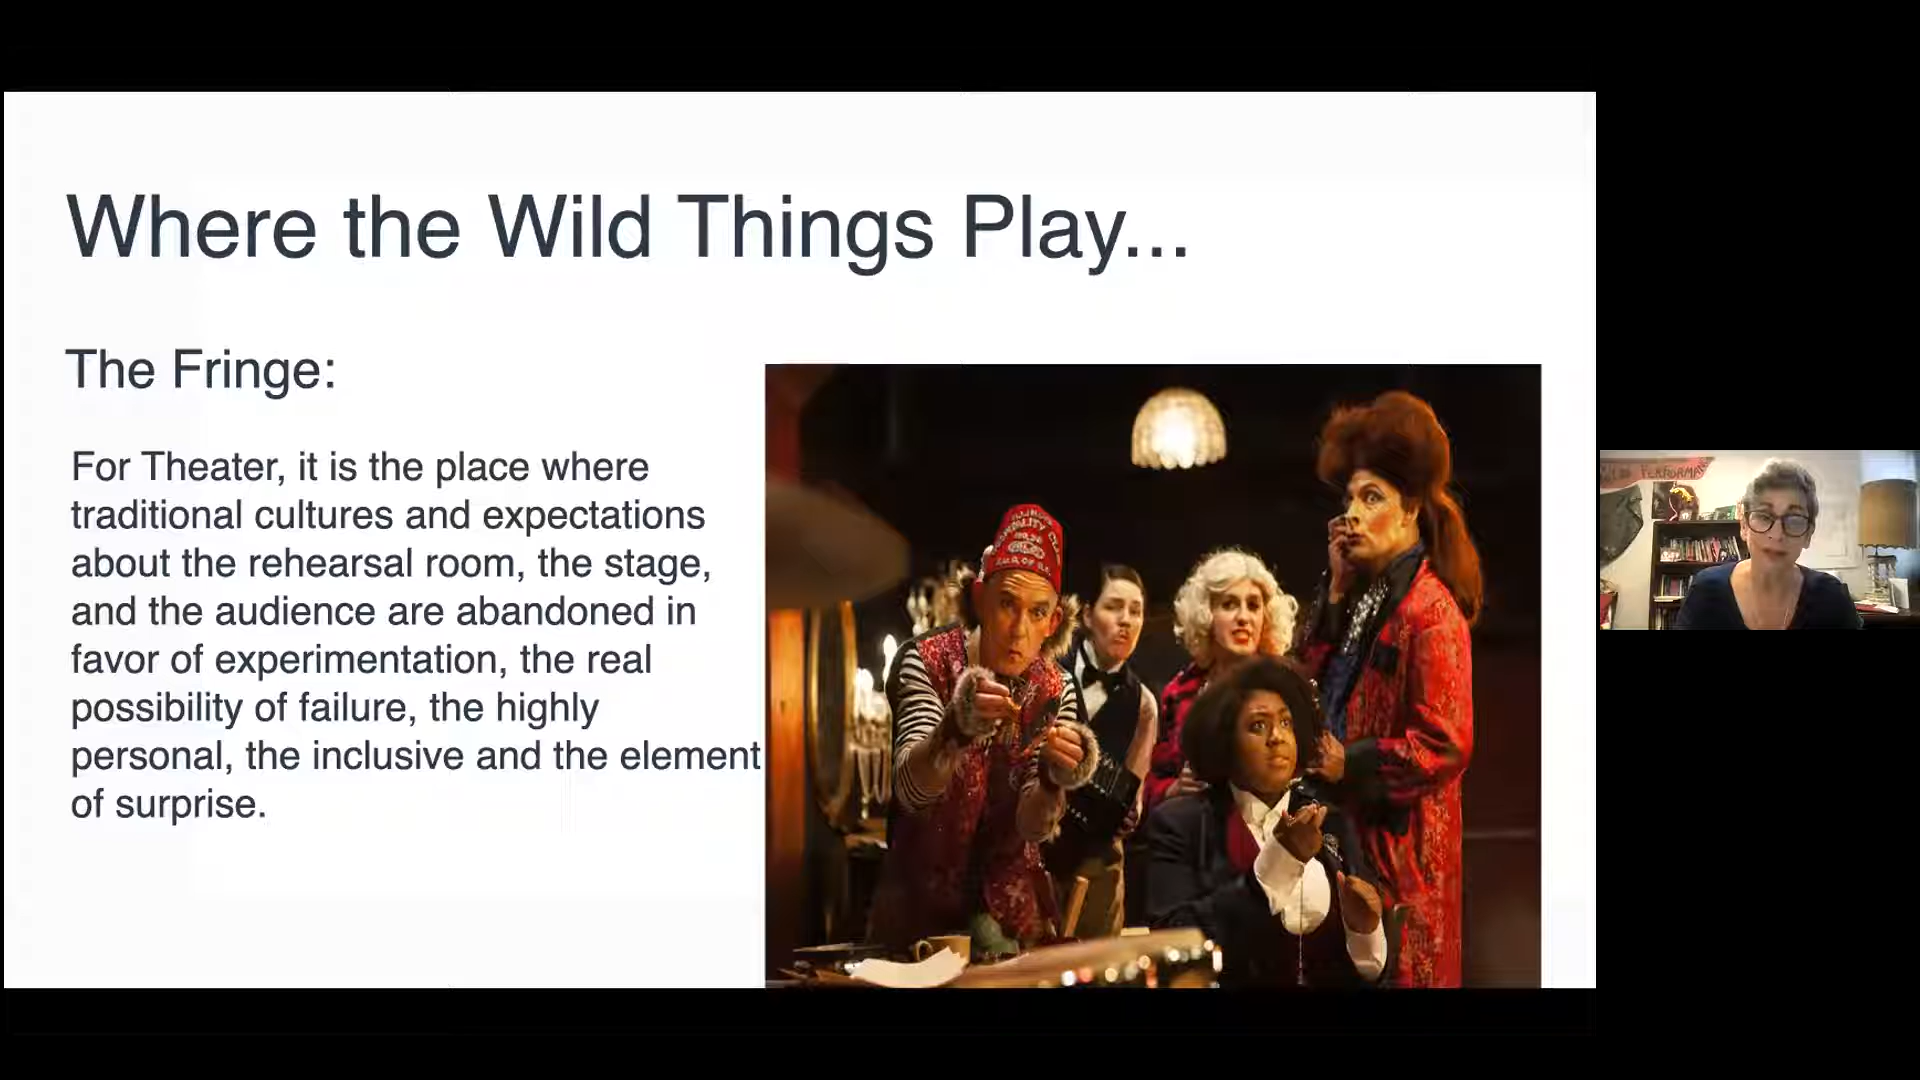 Where the Wild Things Play...
The Fringe:
For Theater, it is the place where
traditional cultures and expectations
about the rehearsal room, the stage,
and the audience are abandoned in
favor of experimentation, the real
possibility of failure, the highly
personal, the inclusive and the element
of surprise.